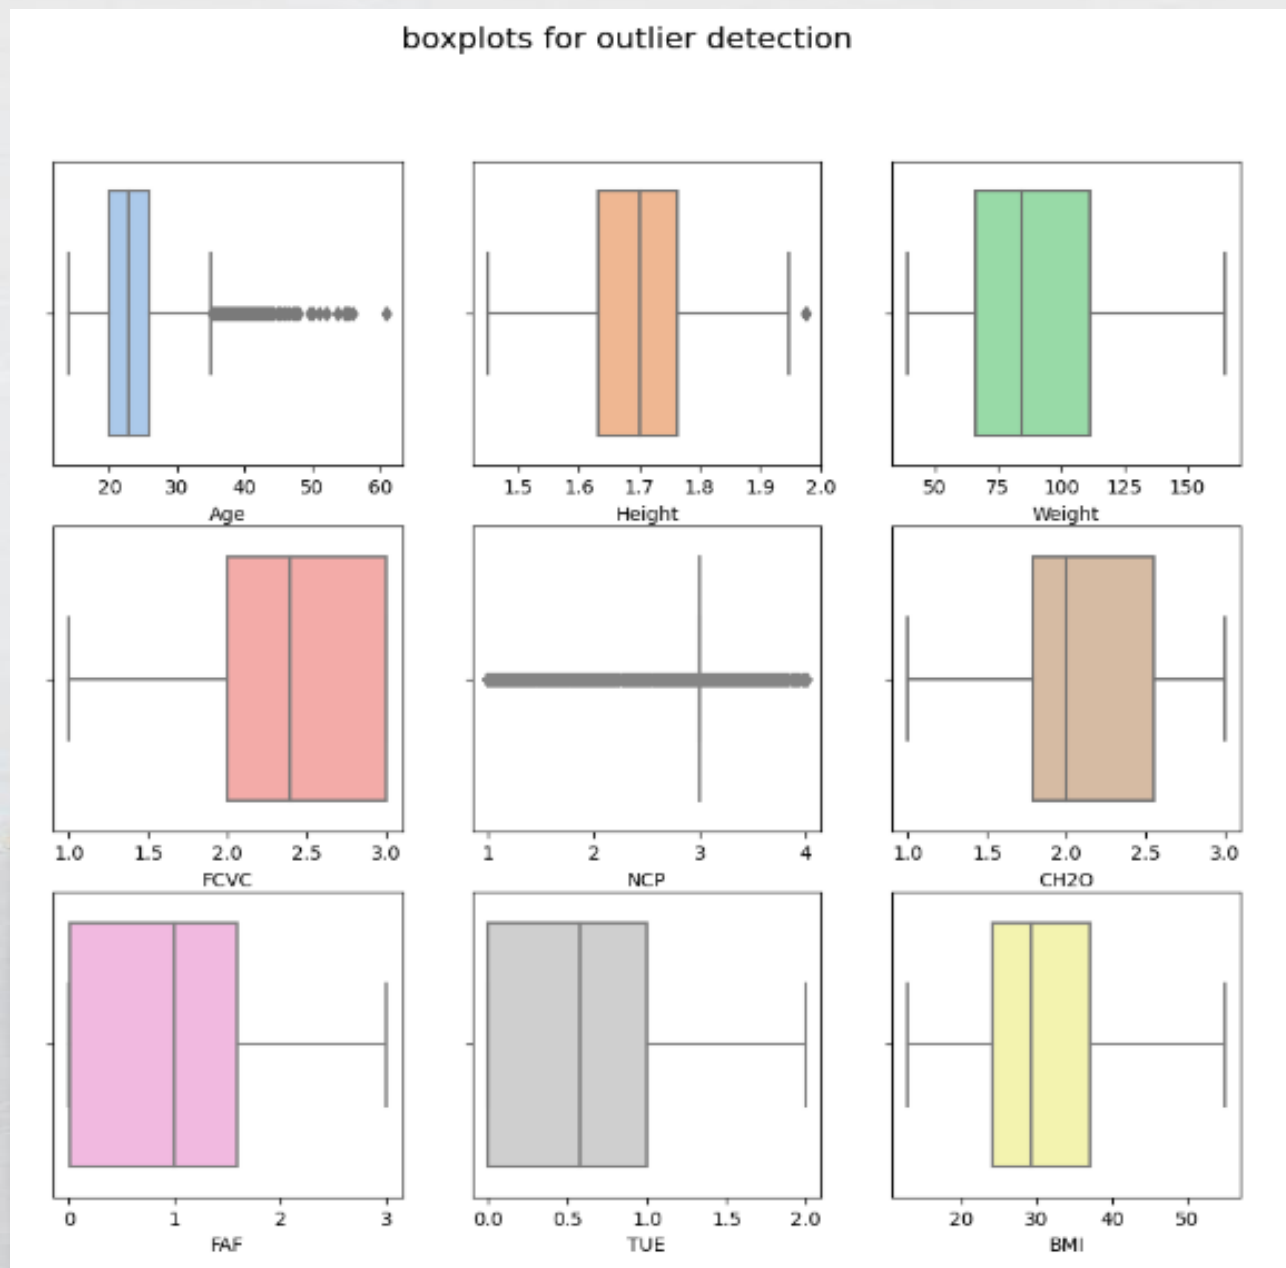 boxplots for outlier detection
20 30 40 50 60
Age
1.5 1.6 1.7 1.8 1.9 2.0
Height
50 75 100 125 150
Weight
1.0 1.5 2.0 2.5 3.0
FCVC
1 2 3 4
NCP
1.0 1.5 2.0 2.5 3.0
CH2O
0 1 2 3
FAF
0.0 0.5 1.0 1.5 2.0
TUE
20 30 40 50
BMI